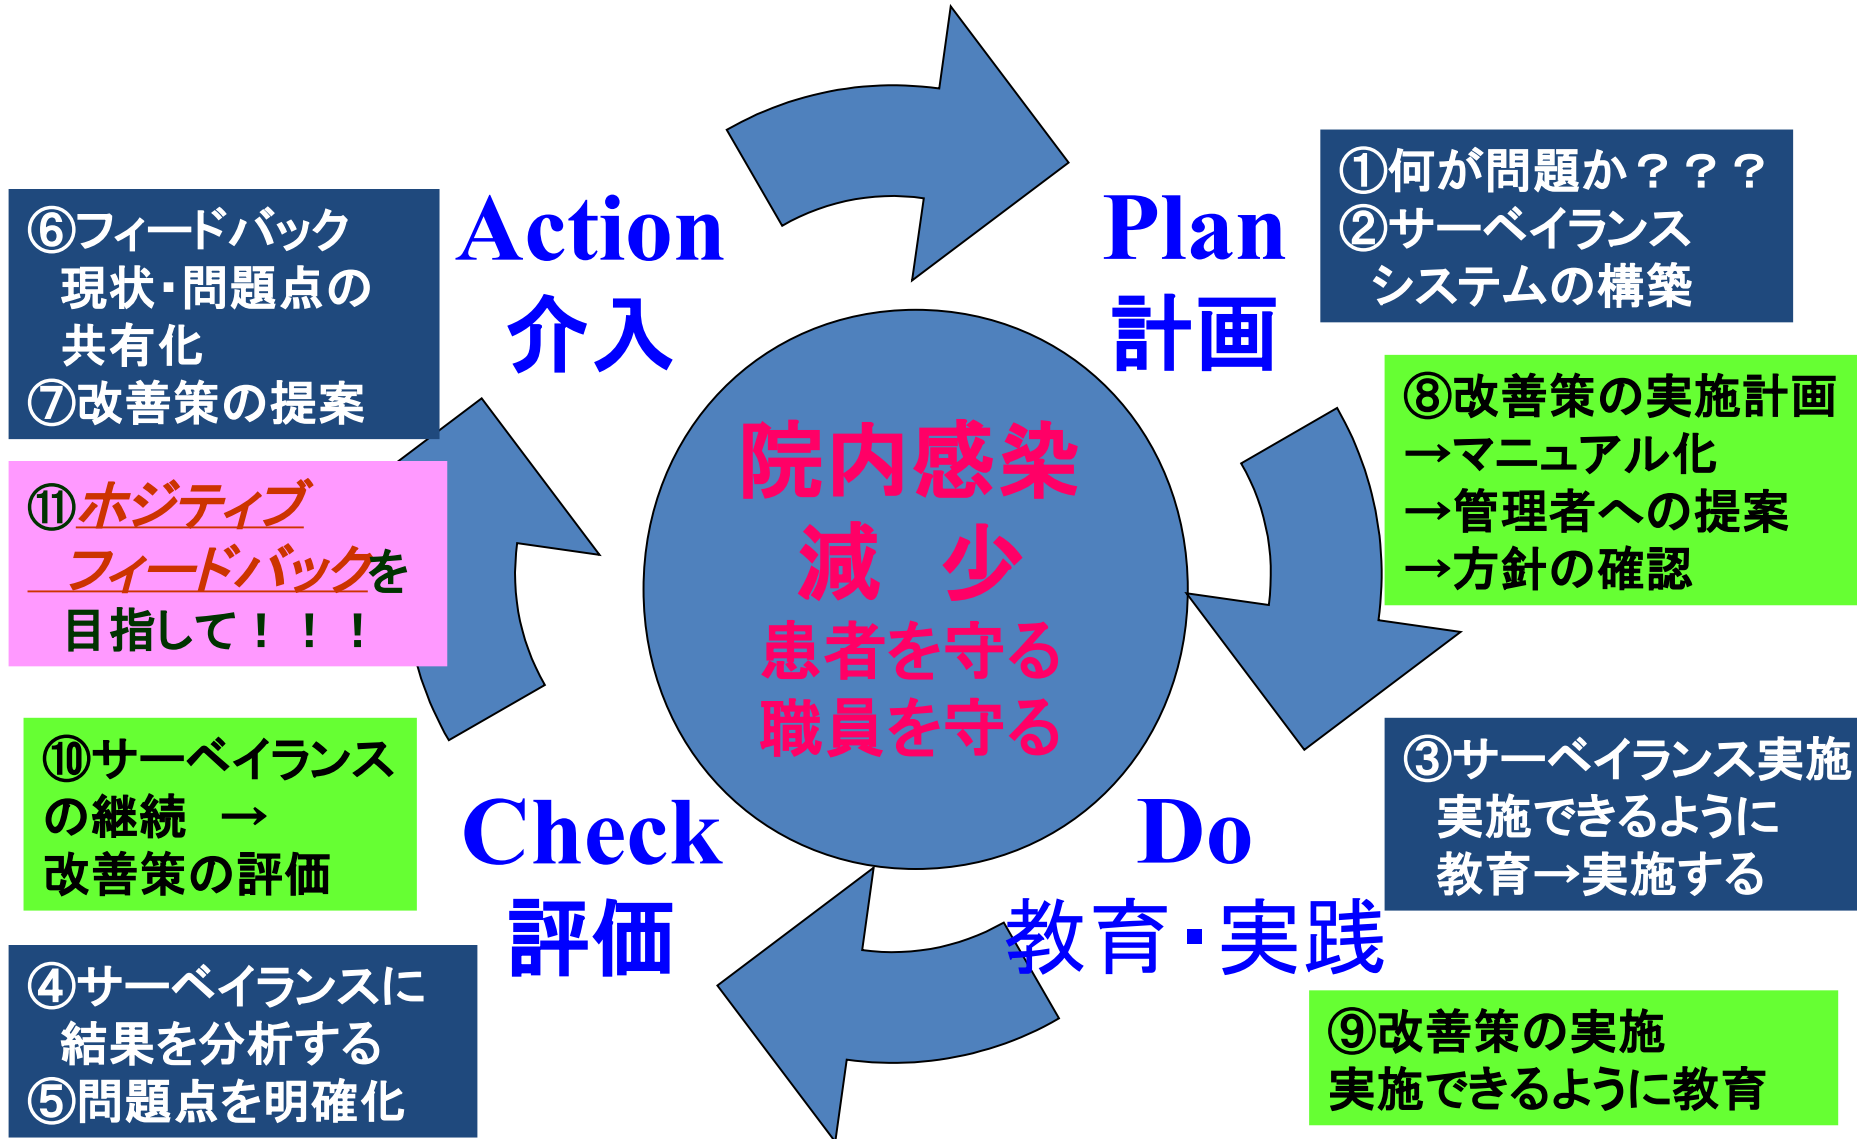 Action
介入
Plan
計画
①何が問題か？？？
②サーベイランス
システムの構築
⑧改善策の実施計画
→マニュアル化
→管理者への提案
→方針の確認
③サーベイランス実施
実施できるように
教育→実施する
Do
教育・実践
⑨改善策の実施
実施できるように教育
Check
評価
④サーベイランスに
結果を分析する
⑤問題点を明確化
⑩サーベイランス
の継続　→
改善策の評価
⑥フィードバック
現状・問題点の
共有化
⑦改善策の提案
⑪ホジティブ
フィードバックを
目指して！！！
院内感染
減　少
患者を守る
職員を守る